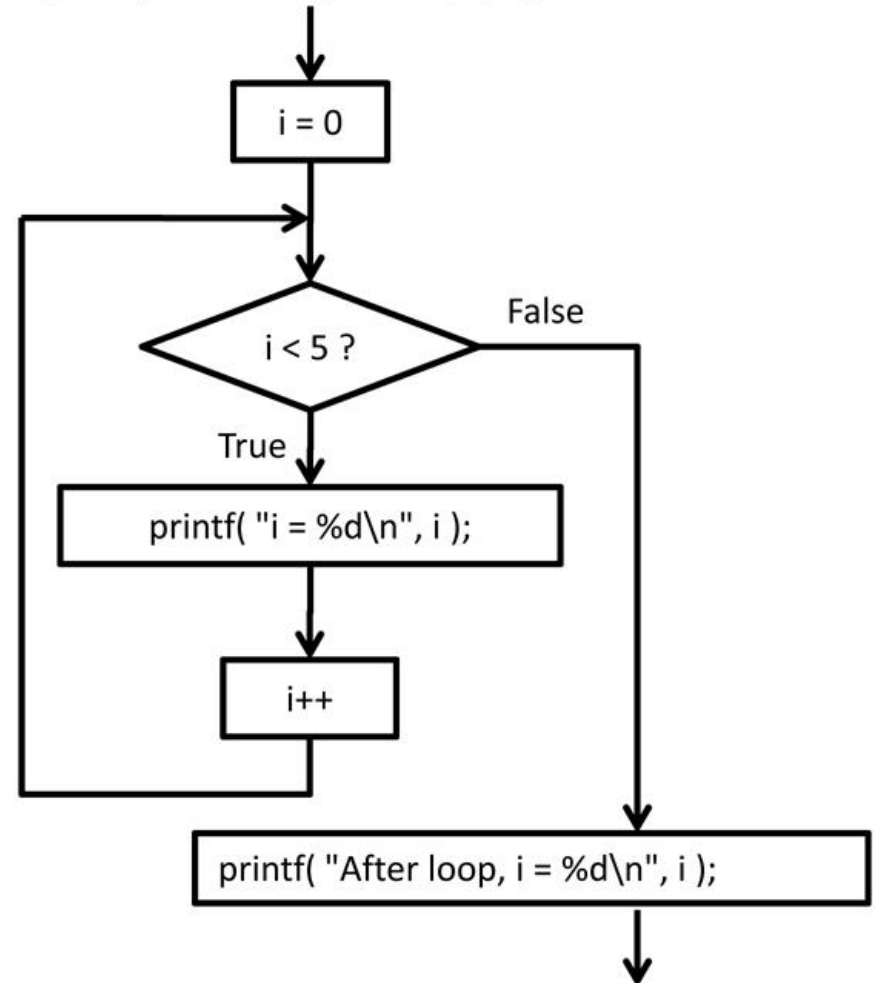 i = 0
i < 5 ?
False
True
printf( "i = %d\n", i );
i++
printf( "After loop, i = %d\n", i );